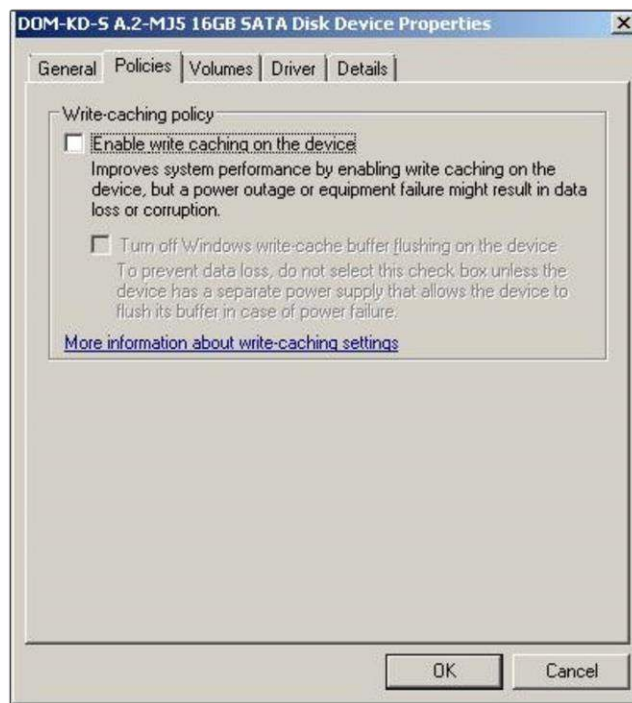 DOM-KD-S A.2-MJ5 16GB SATA Disk Device Properties
General Policies Volumes Driver Details
Write-caching policy
Enable write caching on the device
Improves system performance by enabling write caching on the
device, but a power outage or equipment failure might result in data
loss or corruption.
Turn off Windows write-cache buffer flushing on the device
To prevent data loss, do not select this check box unless the
device has a separate power supply that allows the device to
flush its buffer in case of power failure.
More information about write-caching settings
OK Cancel